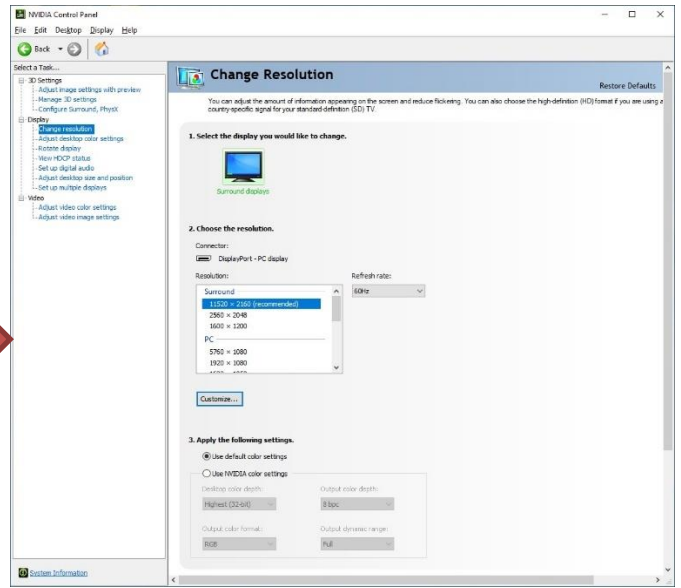 NVIDIA Control Panel
File Edit Desktop Display Help
Back
Select a Task...
3D Settings
Adjust image settings with preview
Manage 3D settings
Configure Surround, PhysX
Display
Change resolution
Adjust desktop color settings
Rotate display
View HDCP status
Set up digital audio
Adjust desktop size and position
Set up multiple displays
Video
Adjust video color settings
Adjust video image settings
System Information
Change Resolution
Restore Defaults
You can adjust the amount of information appearing on the screen and reduce flickering. You can also choose the high-definition (HD) format if you are using a
country-specific signal for your standard-definition (SD) TV.
1. Select the display you would like to change.
Surround displays
2. Choose the resolution.
Connector:
DisplayPort - PC display
Resolution:
Refresh rate:
Surround
60Hz
11520 × 2160 (recommended)
2560 × 2048
1600 × 1200
PC
5760 × 1080
1920 × 1080
Customize...
3. Apply the following settings.
Use default color settings
Use NVIDIA color settings
Desktop color depth:
Output color depth:
Highest (32-bit)
8 bpc
Output color format:
Output dynamic range:
RGB
Full